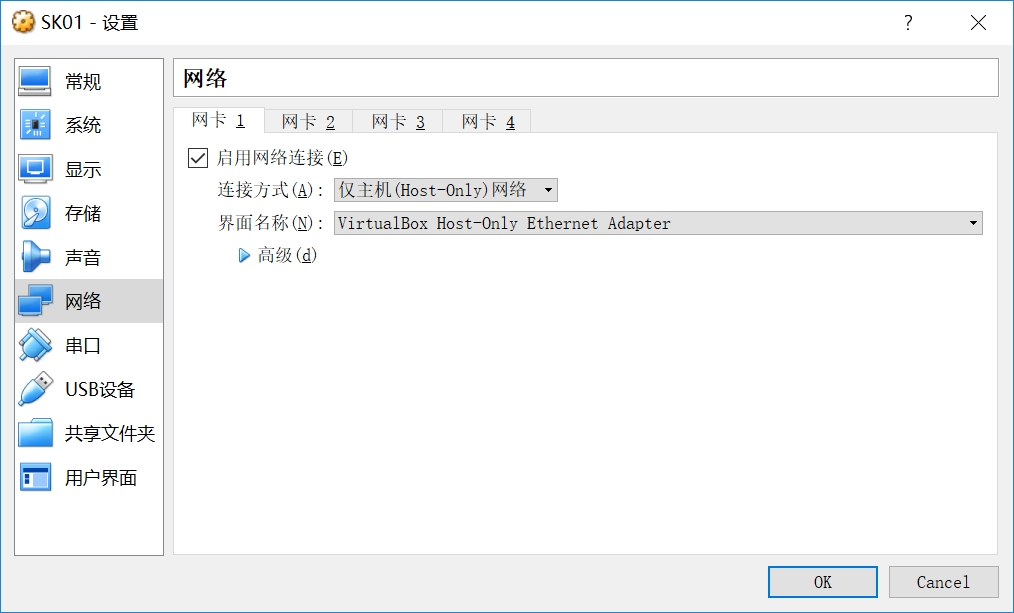 SK01 - 设置
?
常规
系统
显示
存储
声音
网络
串口
USB设备
共享文件夹
用户界面
网络
网卡 1 网卡 2 网卡 3 网卡 4
启用网络连接(E)
连接方式(A): 仅主机(Host-Only)网络
界面名称(N): VirtualBox Host-Only Ethernet Adapter
高级(d)
OK Cancel